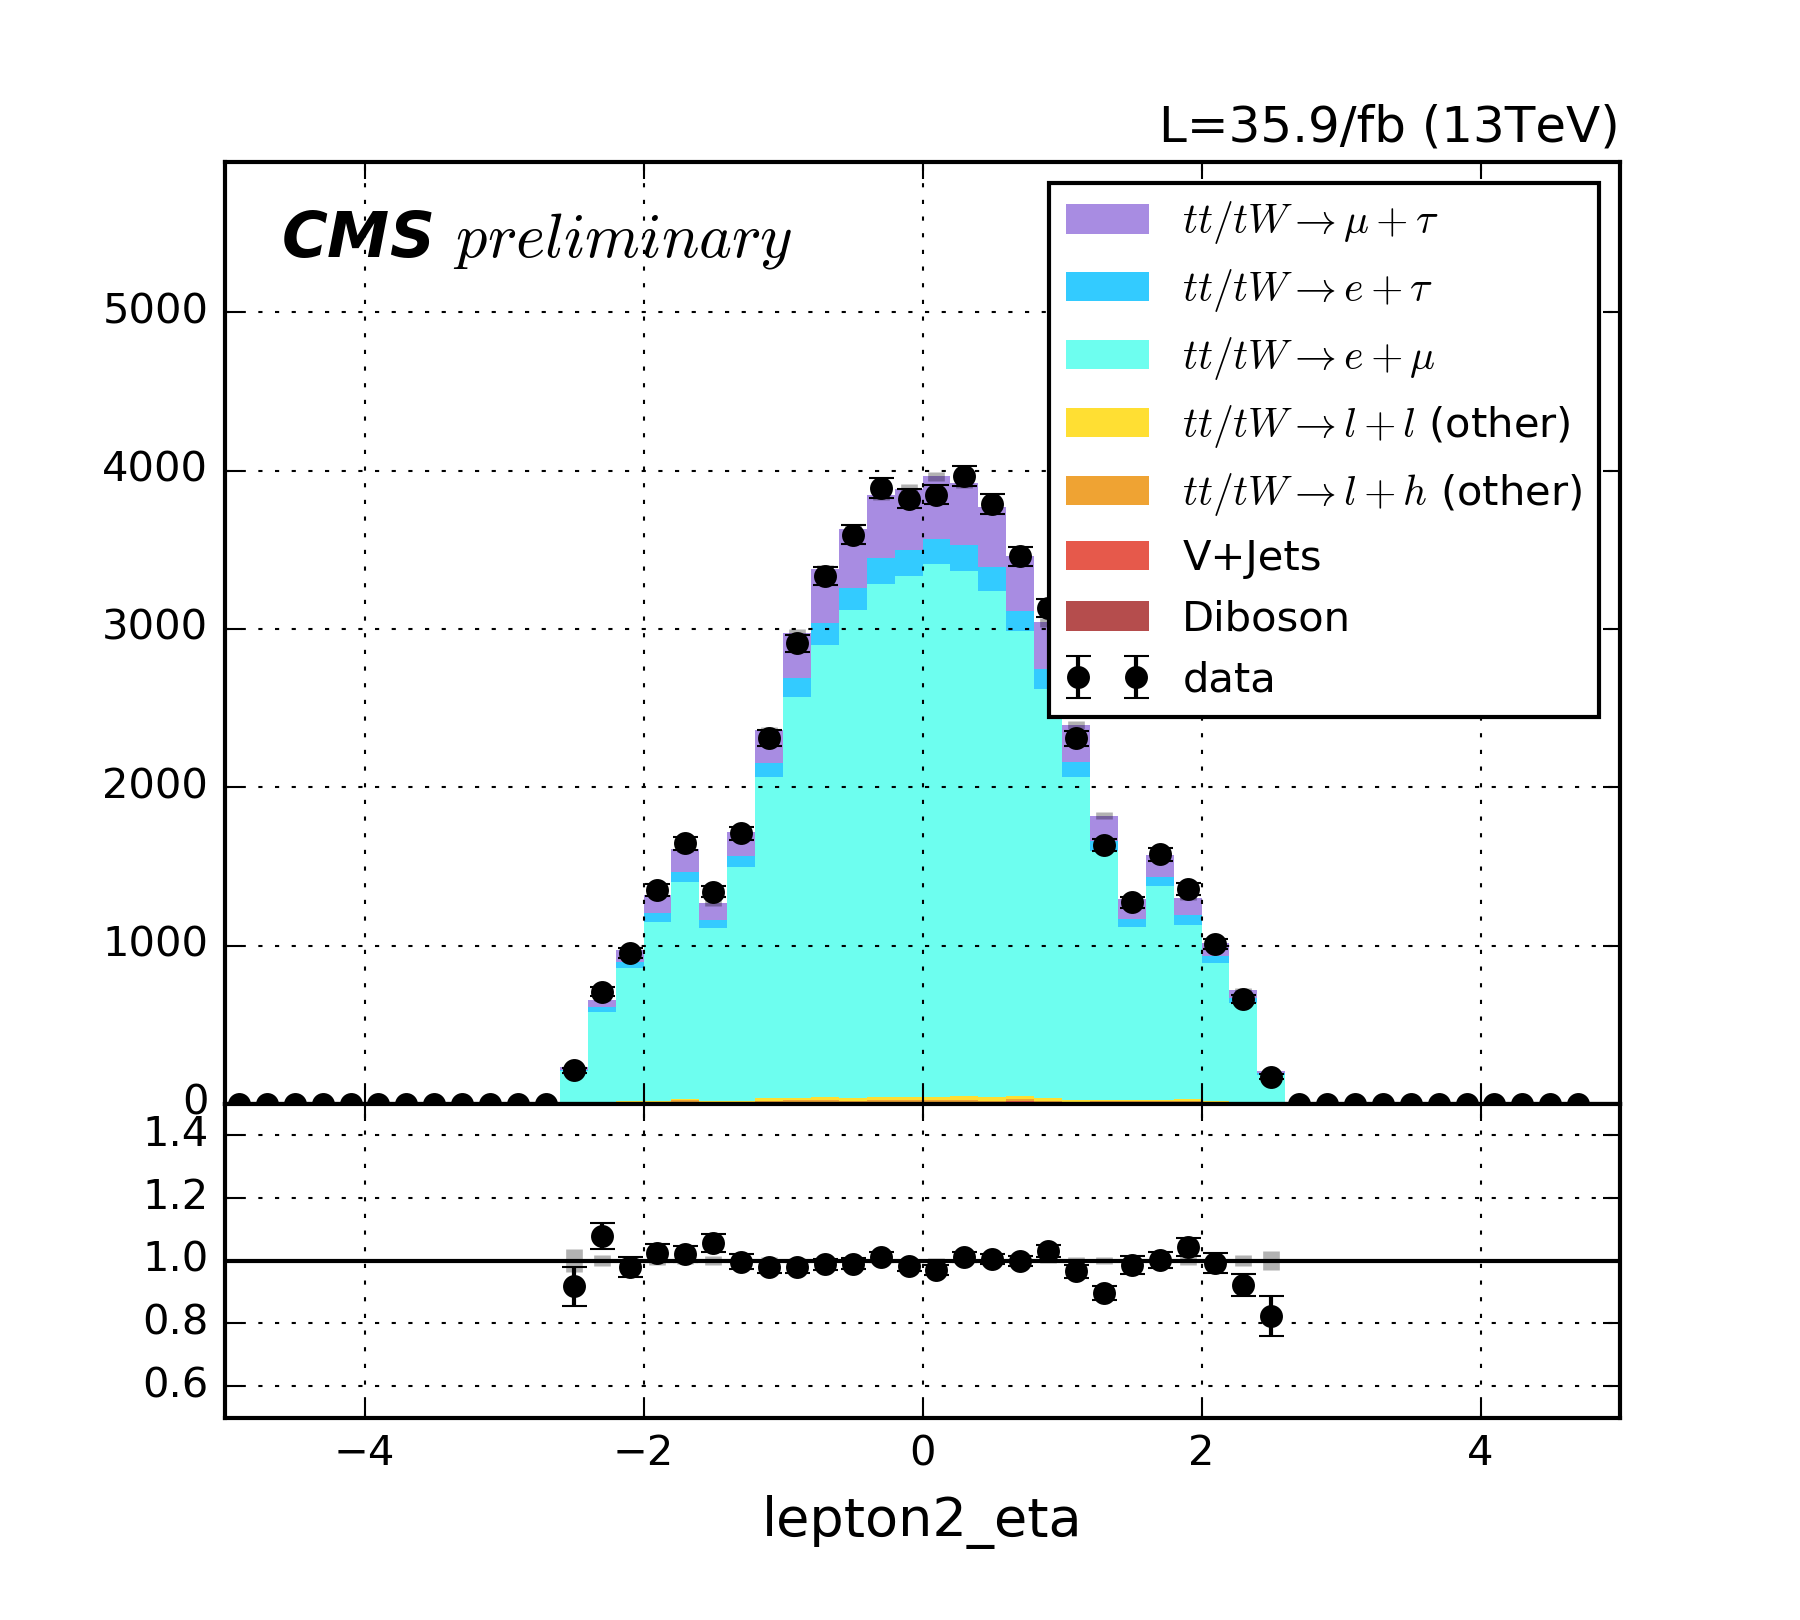 L=35.9/fb (13TeV)
CMS preliminary
tt/tW→μ+τ
tt/tW→e+τ
tt/tW→e+μ
tt/tW→l+l (other)
tt/tW→l+h (other)
V+Jets
Diboson
data
5000
4000
3000
2000
1000
0
1.4
1.2
1.0
0.8
0.6
−4 −2 0 2 4
lepton2_eta